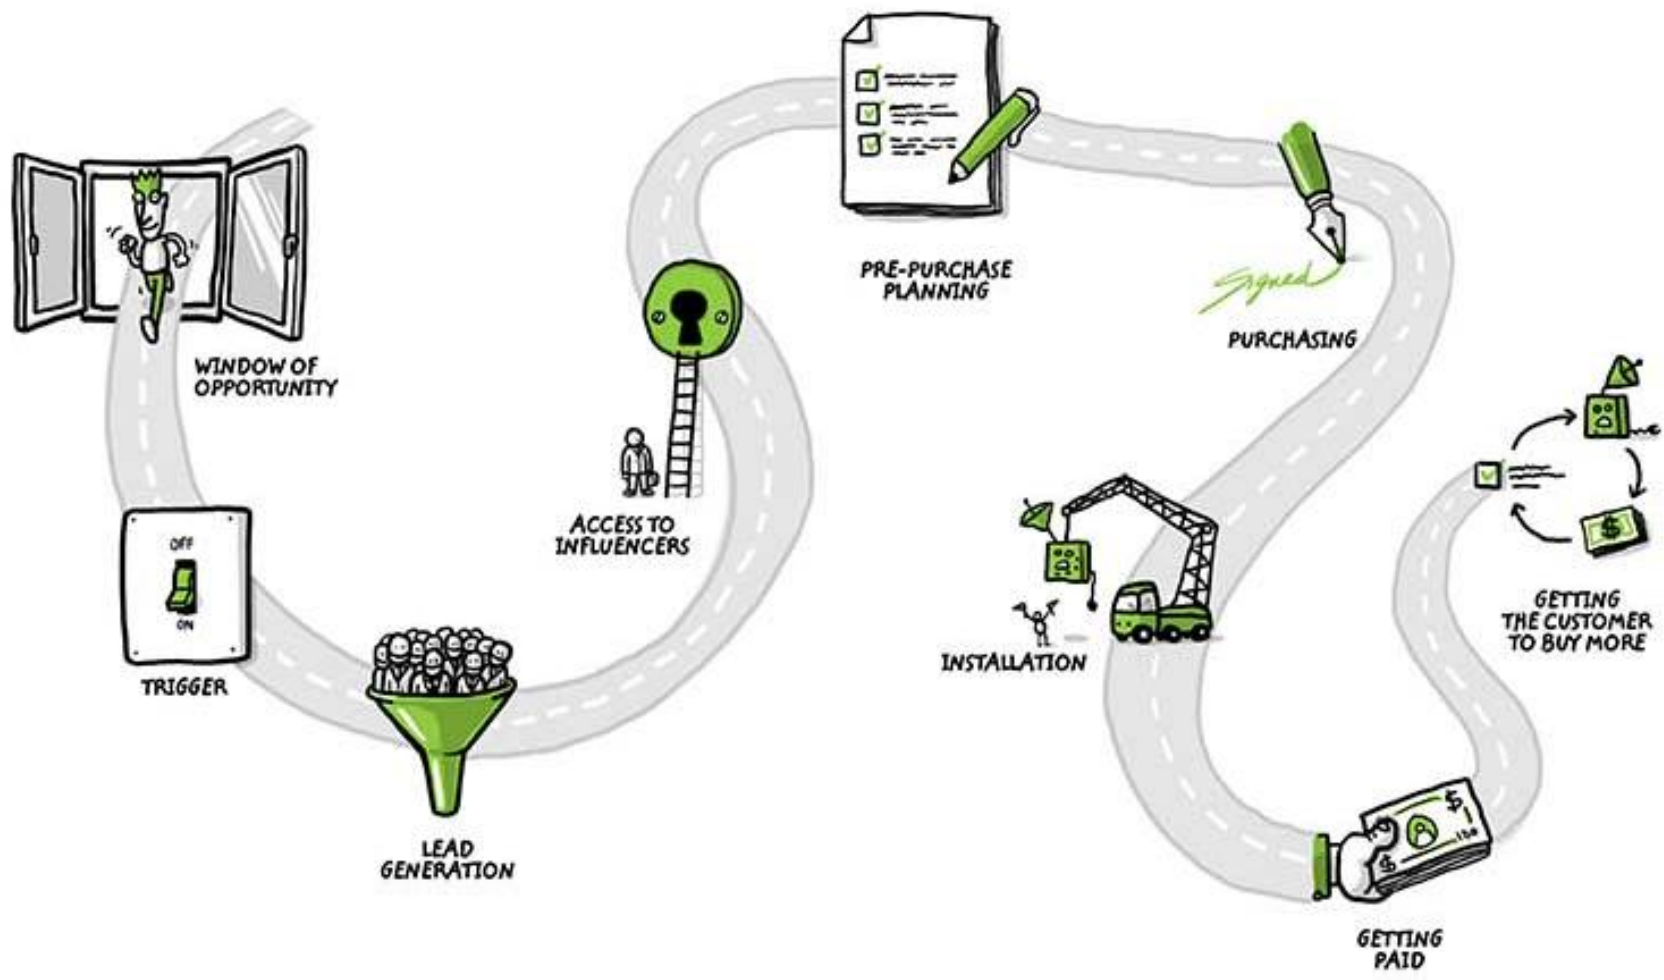 WINDOW OF
OPPORTUNITY
OFF
ON
TRIGGER
LEAD
GENERATION
ACCESS TO
INFLUENCERS
PRE-PURCHASE
PLANNING
Signed
PURCHASING
INSTALLATION
$
$
GETTING
PAID
$
GETTING
THE CUSTOMER
TO BUY MORE